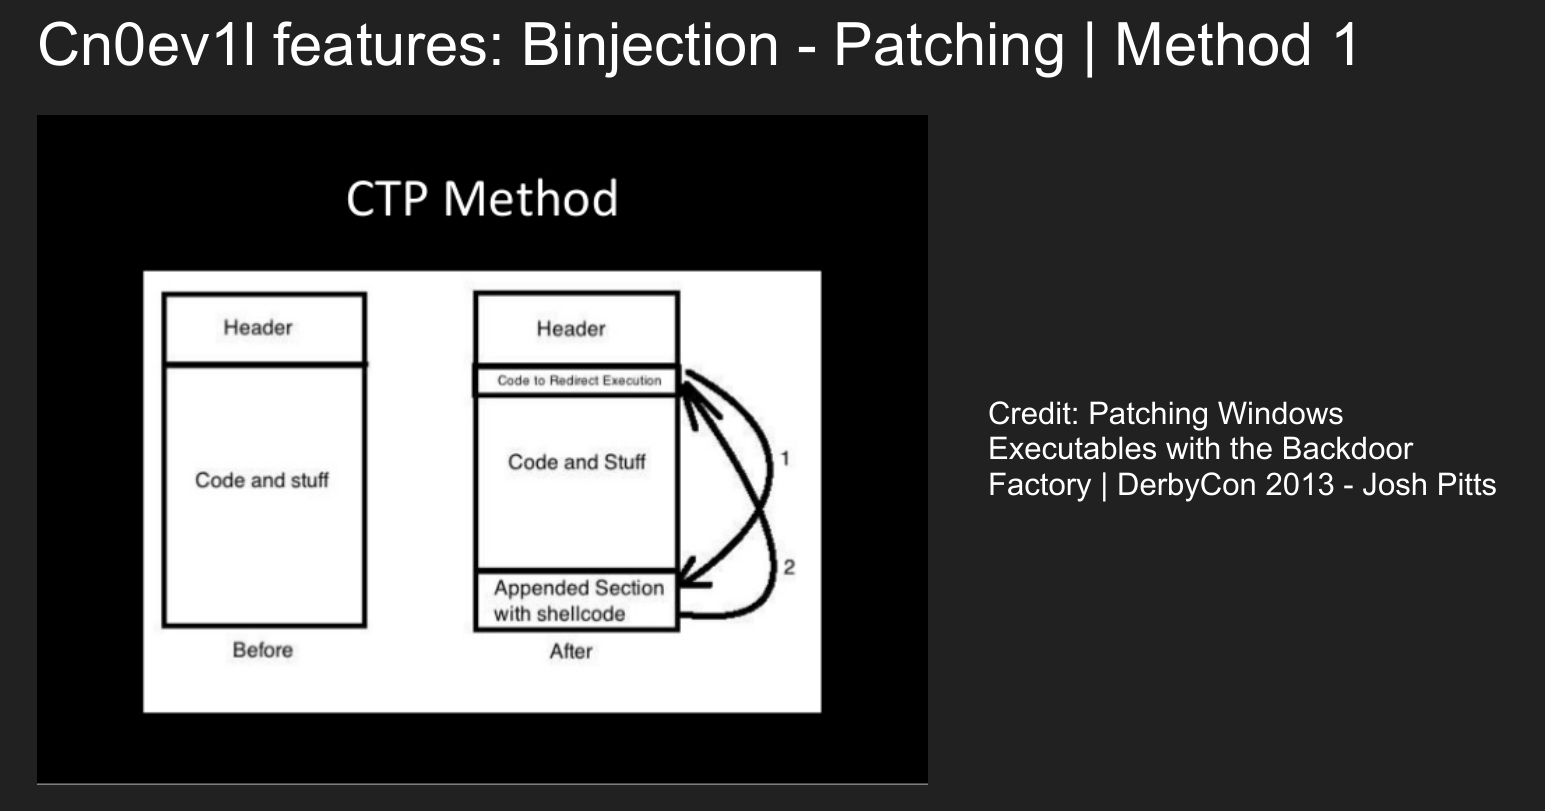 Cn0ev1l features: Binjection - Patching | Method 1
CTP Method
Header
Code and stuff
Before
Header
Code to Redirect Execution
Code and Stuff
Appended Section
with shellcode
After
1
2
Credit: Patching Windows
Executables with the Backdoor
Factory | DerbyCon 2013 - Josh Pitts